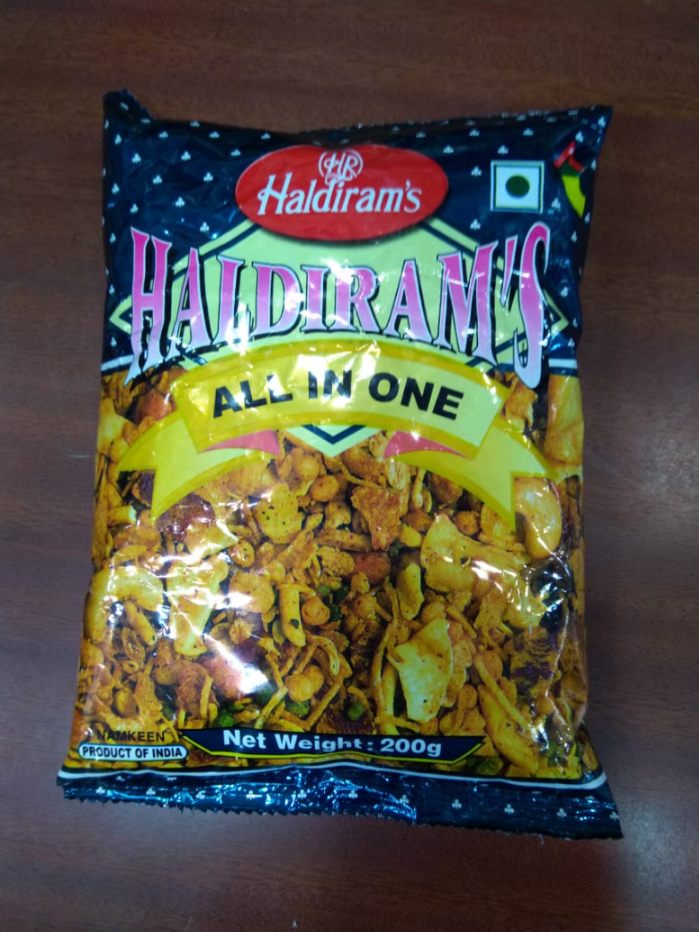 HR
Haldiram's
HALDIRAM'S
ALL IN ONE
NAMKEEN
PRODUCT OF INDIA
Net Weight: 200g